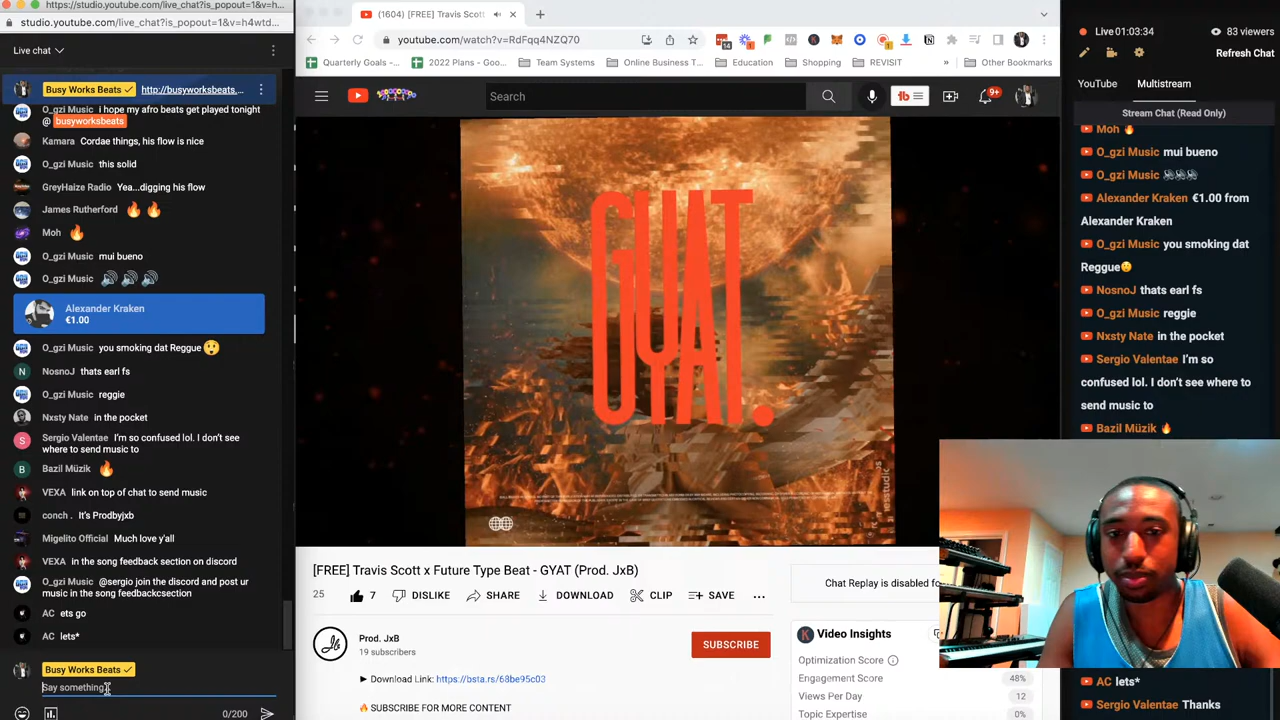 https://studio.youtube.com/live_chat?is_popout=1&v=h...
studio.youtube.com/live_chat?is_popout=1&v=h4wtd...
Live chat
Busy Works Beats http://busyworksbeats....
O_gzi Music i hope my afro beats get played tonight
@ busyworksbeats
Kamara Cordae things, his flow is nice
O_gzi Music this solid
GreyHaize Radio Yea...digging his flow
James Rutherford
Moh
O_gzi Music mui bueno
O_gzi Music
Alexander Kraken
€1.00
O_gzi Music you smoking dat Reggue
N NosnoJ thats earl fs
O_gzi Music reggie
Nxsty Nate in the pocket
S Sergio Valentae I'm so confused lol. I don't see
where to send music to
B Bazil Müzik
VEXA link on top of chat to send music
conch . It's Prodbyjxb
Migelito Official Much love y'all
VEXA in the song feedback section on discord
O_gzi Music @sergio join the discord and post ur
music in the song feedbacksection
AC ets go
AC lets*
Busy Works Beats
Say something...
0/200
(1604) [FREE] Travis Scott
youtube.com/watch?v=RdFqq4NZQ70
Quarterly Goals -...
2022 Plans - Goo...
Team Systems
Online Business T...
Education
Shopping
REVISIT
»
Other Bookmarks
Search
9+
GYAT.
[FREE] Travis Scott x Future Type Beat - GYAT (Prod. JxB)
25
7
DISLIKE
SHARE
DOWNLOAD
CLIP
SAVE
Prod. JxB
19 subscribers
SUBSCRIBE
► Download Link: https://bsta.rs/68be95c03
SUBSCRIBE FOR MORE CONTENT
Chat Replay is disabled fo
Video Insights
Optimization Score
Engagement Score 48%
Views Per Day 12
Topic Expertise 0%
Live 01:03:34
83 viewers
Refresh Chat
YouTube
Multistream
Stream Chat (Read Only)
Moh
O_gzi Music mui bueno
O_gzi Music
Alexander Kraken €1.00 from
Alexander Kraken
O_gzi Music you smoking dat
Reggue
NosnoJ thats earl fs
O_gzi Music reggie
Nxsty Nate in the pocket
Sergio Valentae I'm so
confused lol. I don't see where to
send music to
Bazil Müzik
AC lets*
Sergio Valentae Thanks